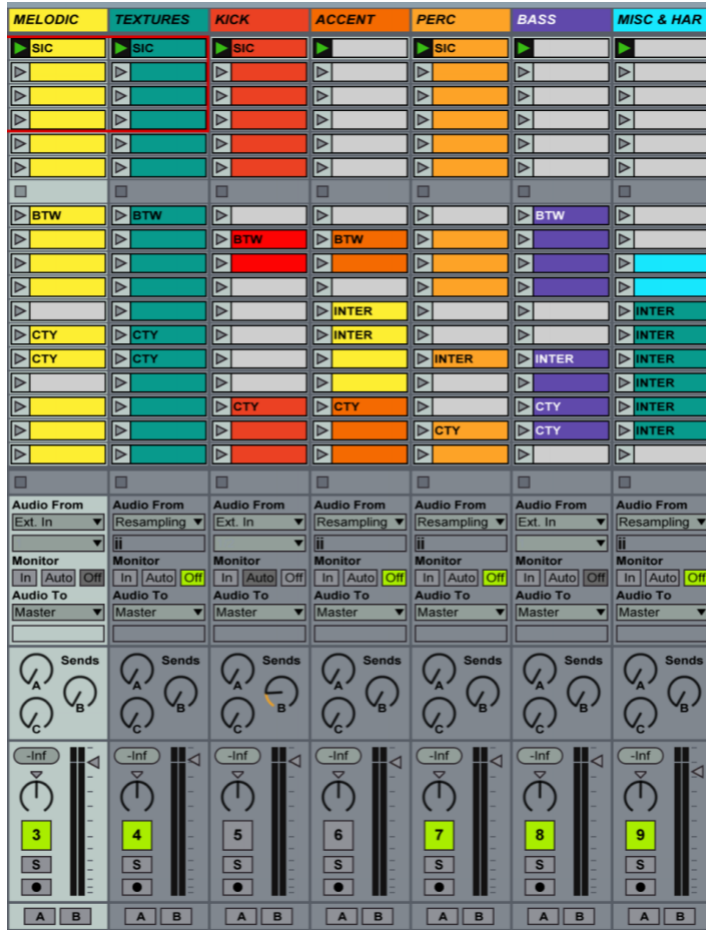 MELODIC TEXTURES KICK ACCENT PERC BASS MISC & HAR
SIC SIC SIC SIC
BTW BTW BTW
BTW BTW
INTER INTER
CTY CTY INTER INTER
CTY CTY INTER INTER INTER
INTER
CTY CTY CTY INTER
CTY CTY INTER
Audio From Audio From Audio From Audio From Audio From Audio From Audio From
Ext. In Resampling Ext. In Resampling Resampling Ext. In Resampling
ii ii ii ii
Monitor Monitor Monitor Monitor Monitor Monitor Monitor
In Auto Off In Auto Off In Auto Off In Auto Off In Auto Off In Auto Off In Auto Off
Audio To Audio To Audio To Audio To Audio To Audio To Audio To
Master Master Master Master Master Master Master
Sends Sends Sends Sends Sends Sends Sends
A A A A A A A
B B B B B B B
C C C C C C C
-Inf -Inf -Inf -Inf -Inf -Inf -Inf
3 4 5 6 7 8 9
S S S S S S S
A B A B A B A B A B A B A B